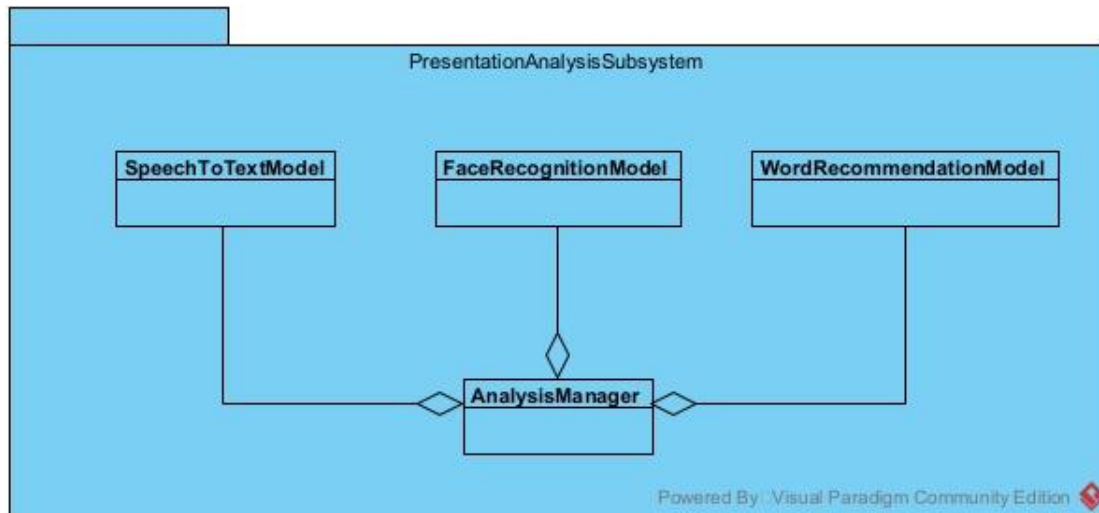 PresentationAnalysisSubsystem
SpeechToTextModel
FaceRecognitionModel
WordRecommendationModel
AnalysisManager
Powered By Visual Paradigm Community Edition